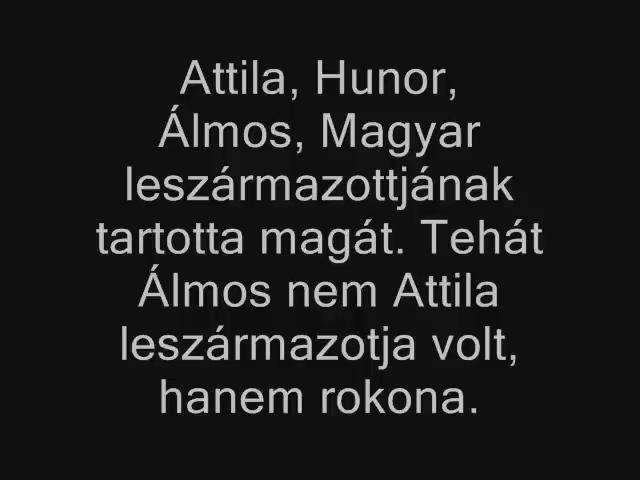 Attila, Hunor,
Álmos, Magyar
leszármazottjának
tartotta magát. Tehát
Álmos nem Attila
leszármazotja volt,
hanem rokona.